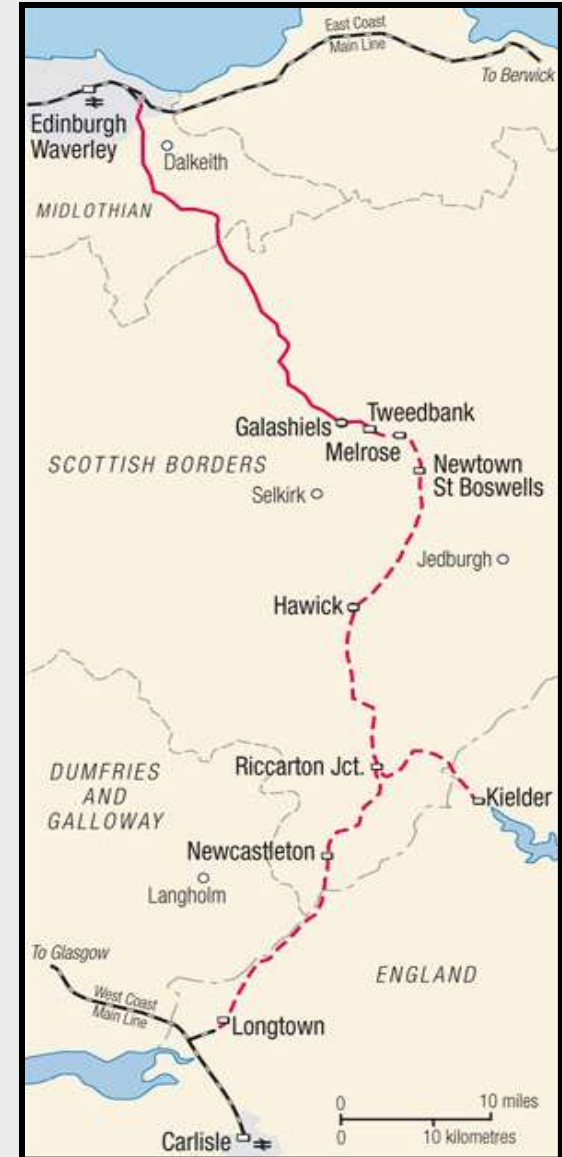 East Coast
Main Line
To Berwick
Edinburgh
Waverley
Dalkeith
MIDLOTHIAN
Tweedbank
Galashiels
Melrose
SCOTTISH BORDERS
Newtown
St Boswells
Selkirk
Jedburgh
Hawick
Riccarton Jct.
DUMFRIES
AND
GALLOWAY
Kielder
Newcastleton
Langholm
To Glasgow
ENGLAND
West Coast
Main Line
Longtown
0 10 miles
0 10 kilometres
Carlisle